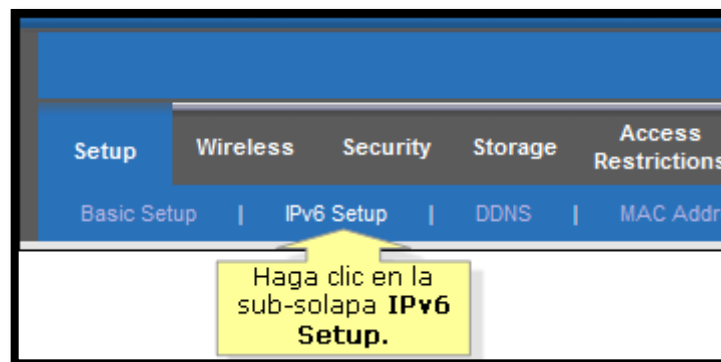 Setup Wireless Security Storage Access Restrictions
Basic Setup | IPv6 Setup | DDNS | MAC Addr
Haga clic en la
sub-solapa IPv6
Setup.